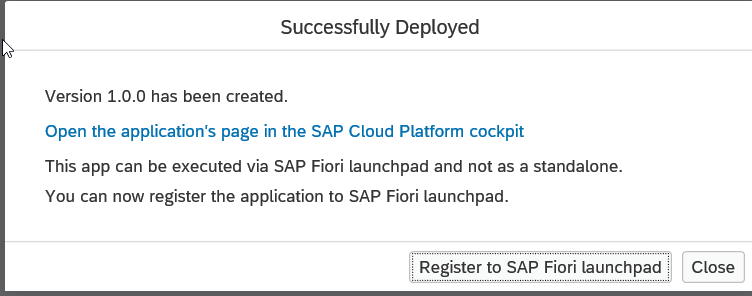 Successfully Deployed
Version 1.0.0 has been created.
Open the application's page in the SAP Cloud Platform cockpit
This app can be executed via SAP Fiori launchpad and not as a standalone.
You can now register the application to SAP Fiori launchpad.
Register to SAP Fiori launchpad
Close